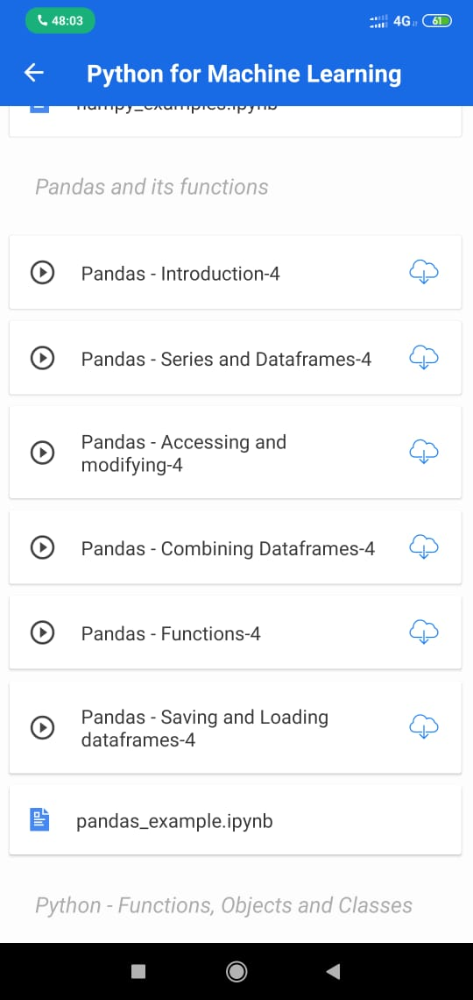 48:03
4G
61
Python for Machine Learning
numpy_examples.ipynb
Pandas and its functions
Pandas - Introduction-4
Pandas - Series and Dataframes-4
Pandas - Accessing and
modifying-4
Pandas - Combining Dataframes-4
Pandas - Functions-4
Pandas - Saving and Loading
dataframes-4
pandas_example.ipynb
Python - Functions, Objects and Classes